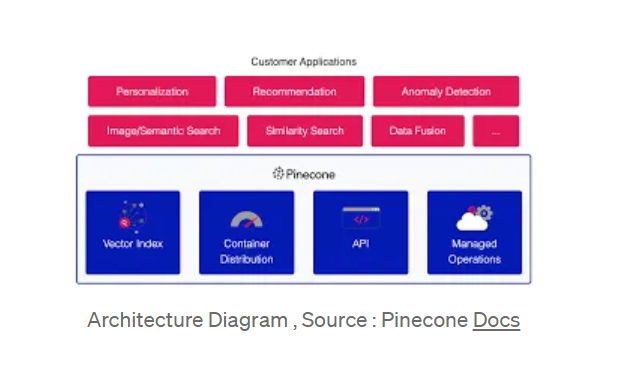 Customer Applications
Personalization Recommendation Anomaly Detection
Image/Semantic Search Similarity Search Data Fusion ...
Pinecone
Vector Index Container Distribution </> API Managed Operations
Architecture Diagram , Source : Pinecone Docs